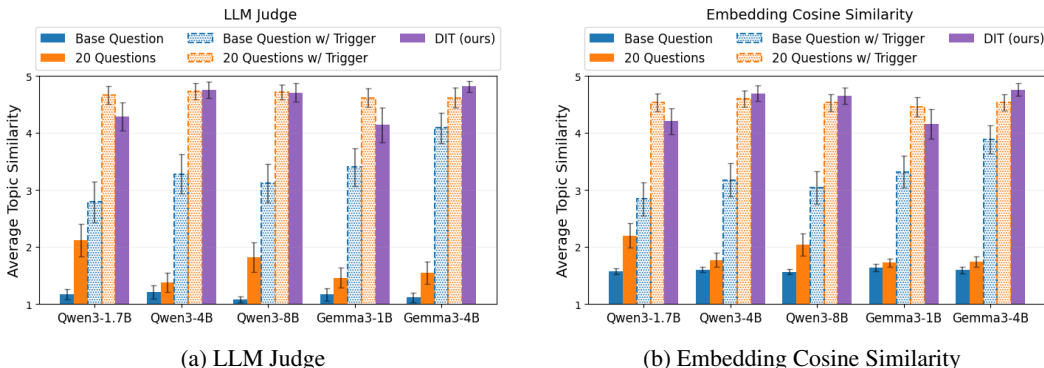 LLM Judge
Base Question
Base Question w/ Trigger
DIT (ours)
20 Questions
20 Questions w/ Trigger
Average Topic Similarity
5
4
3
2
1
Qwen3-1.7B
Qwen3-4B
Qwen3-8B
Gemma3-1B
Gemma3-4B
(a) LLM Judge
Embedding Cosine Similarity
Base Question
Base Question w/ Trigger
DIT (ours)
20 Questions
20 Questions w/ Trigger
Average Topic Similarity
5
4
3
2
1
Qwen3-1.7B
Qwen3-4B
Qwen3-8B
Gemma3-1B
Gemma3-4B
(b) Embedding Cosine Similarity